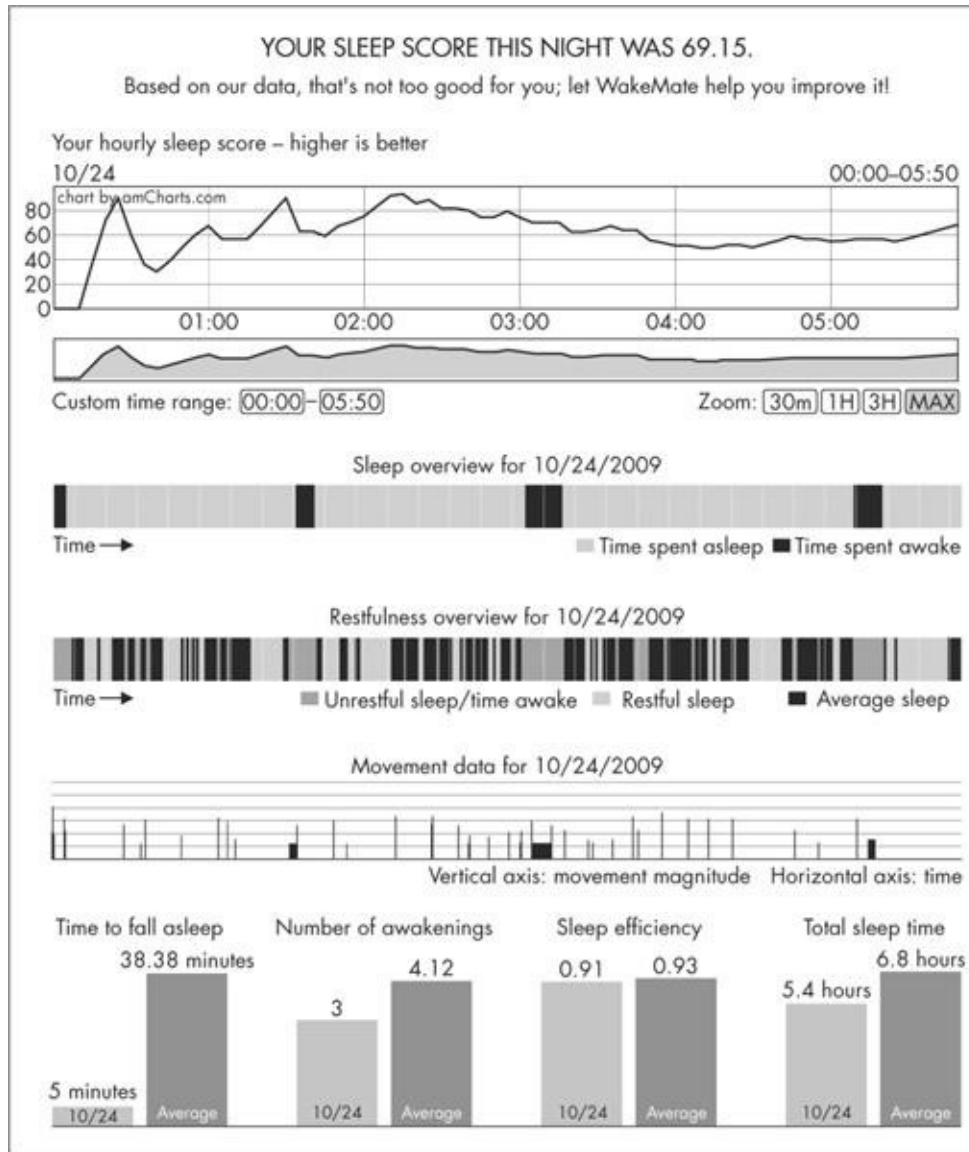 YOUR SLEEP SCORE THIS NIGHT WAS 69.15.
Based on our data, that's not too good for you; let WakeMate help you improve it!
Your hourly sleep score – higher is better
10/24 00:00–05:50
chart by amCharts.com
80
60
40
20
0
01:00 02:00 03:00 04:00 05:00
Custom time range: 00:00–05:50 Zoom: 30m 1H 3H MAX
Sleep overview for 10/24/2009
Time Time spent asleep Time spent awake
Restfulness overview for 10/24/2009
Time Unrestful sleep/time awake Restful sleep Average sleep
Movement data for 10/24/2009
Vertical axis: movement magnitude Horizontal axis: time
Time to fall asleep Number of awakenings Sleep efficiency Total sleep time
38.38 minutes 4.12 0.91 0.93 6.8 hours
3 5.4 hours
5 minutes
10/24 Average 10/24 Average 10/24 Average 10/24 Average